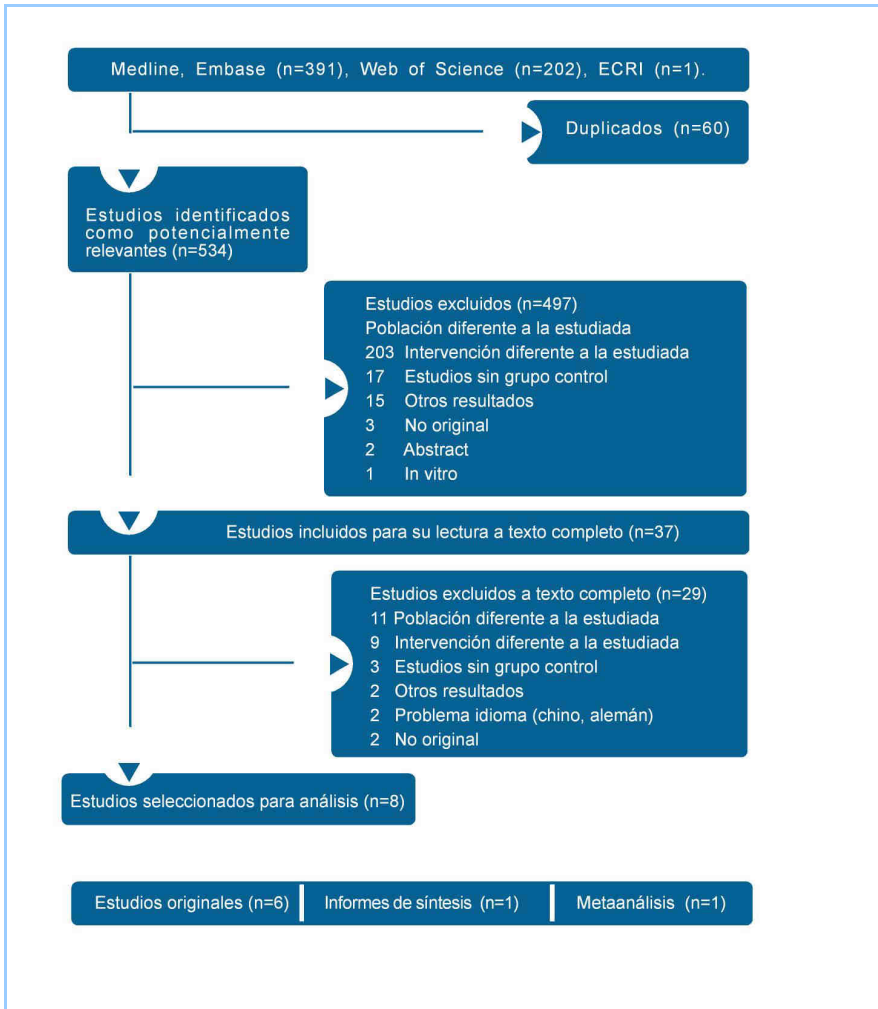 Medline, Embase (n=391), Web of Science (n=202), ECRI (n=1).
Duplicados (n=60)
Estudios identificados
como potencialmente
relevantes (n=534)
Estudios excluidos (n=497)
Población diferente a la estudiada
203 Intervención diferente a la estudiada
17 Estudios sin grupo control
15 Otros resultados
3 No original
2 Abstract
1 In vitro
Estudios incluidos para su lectura a texto completo (n=37)
Estudios excluidos a texto completo (n=29)
11 Población diferente a la estudiada
9 Intervención diferente a la estudiada
3 Estudios sin grupo control
2 Otros resultados
2 Problema idioma (chino, alemán)
2 No original
Estudios seleccionados para análisis (n=8)
Estudios originales (n=6)
Informes de síntesis (n=1)
Metaanálisis (n=1)